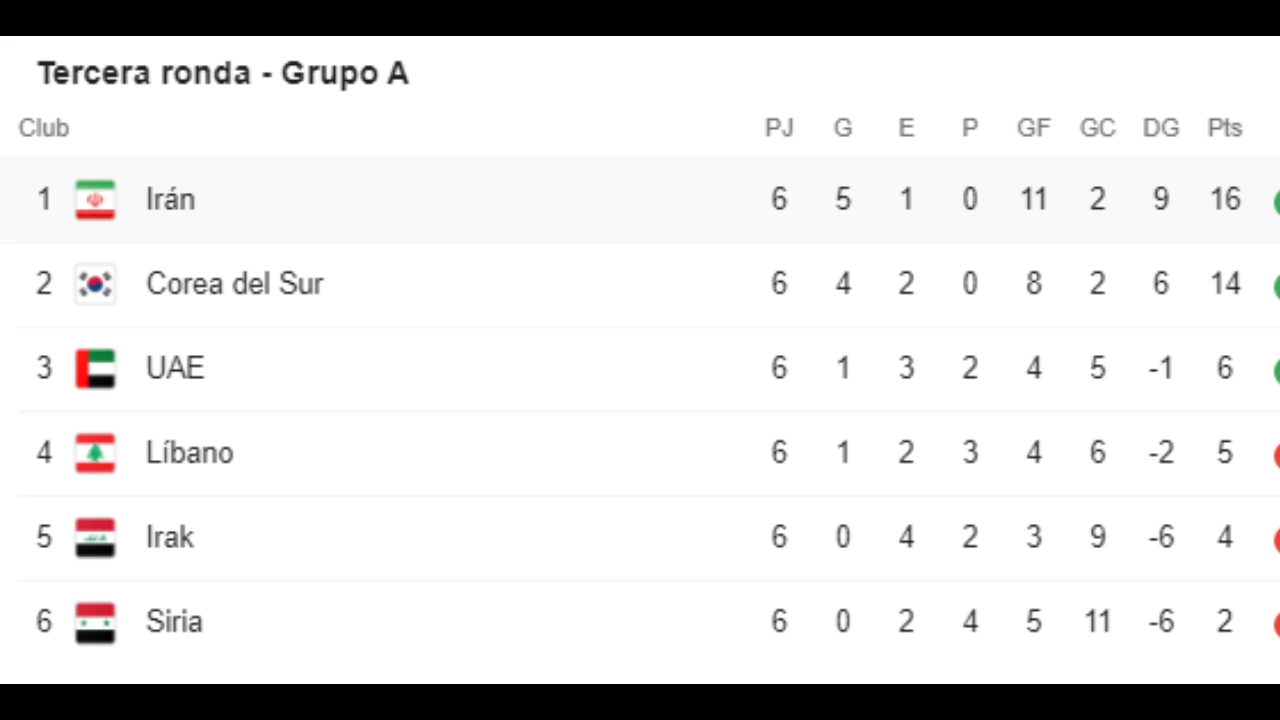 Tercera ronda - Grupo A
Club PJ G E P GF GC DG Pts
1 Irán 6 5 1 0 11 2 9 16
2 Corea del Sur 6 4 2 0 8 2 6 14
3 UAE 6 1 3 2 4 5 -1 6
4 Líbano 6 1 2 3 4 6 -2 5
5 Irak 6 0 4 2 3 9 -6 4
6 Siria 6 0 2 4 5 11 -6 2